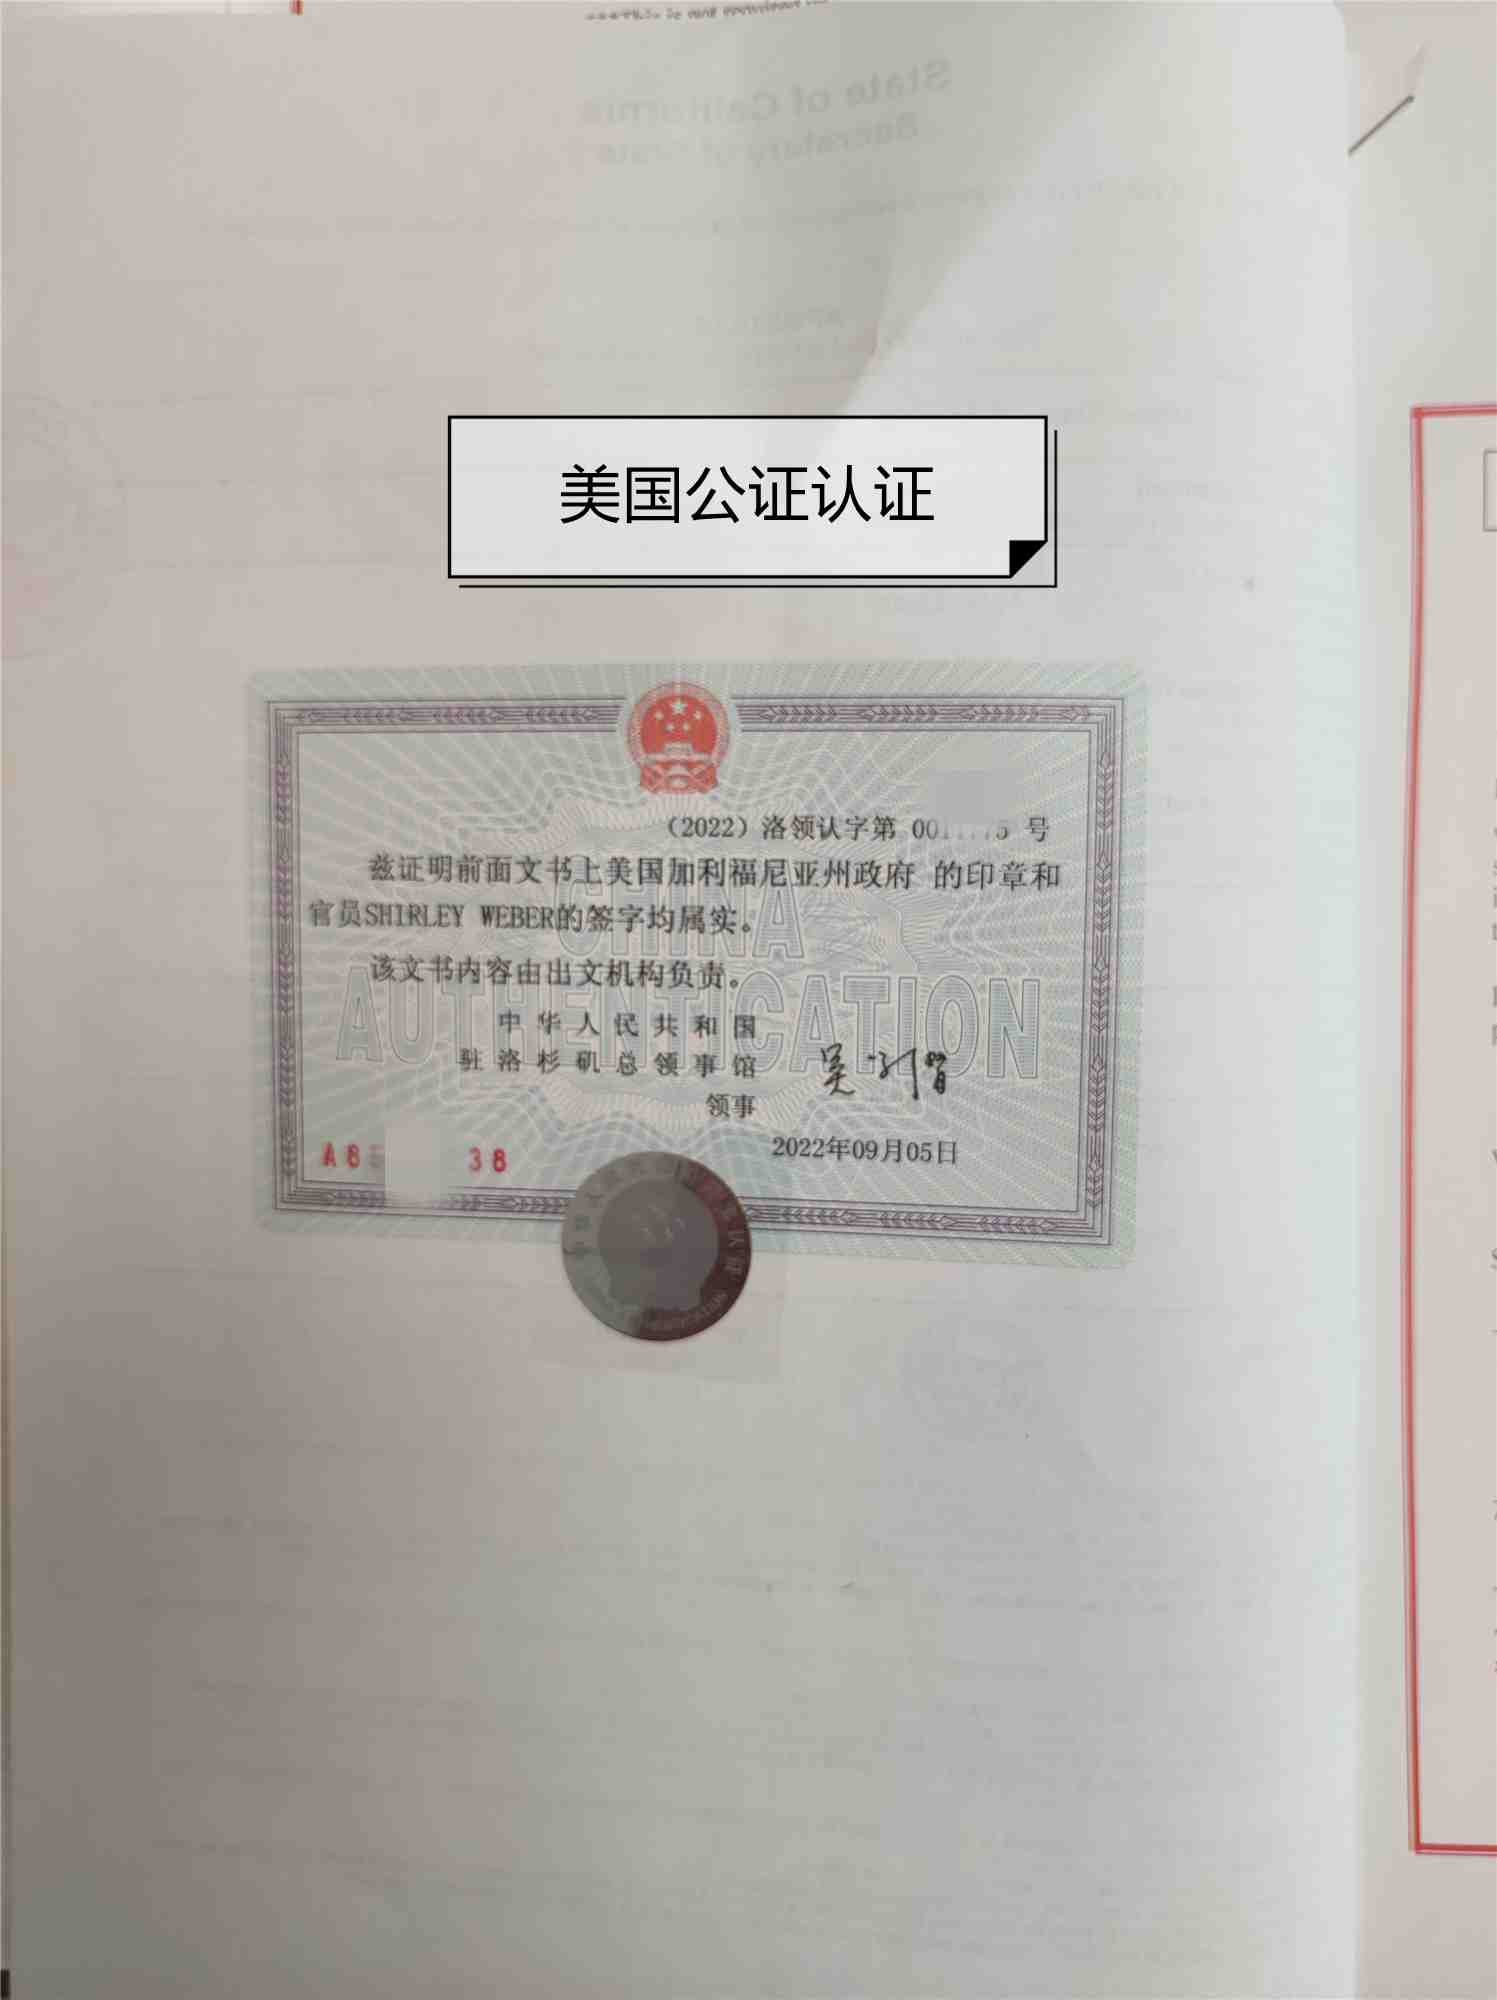 美国公证认证
（2022）洛领认字第 00 5 号
兹证明前面文书上美国加利福尼亚州政府 的印章和
官员SHIRLEY WEBER的签字均属实。
该文书内容由出文机构负责。
CHINA
AUTHENTICATION
中华人民共和国
驻洛杉矶总领事馆
领事
2022年09月05日
A8 38